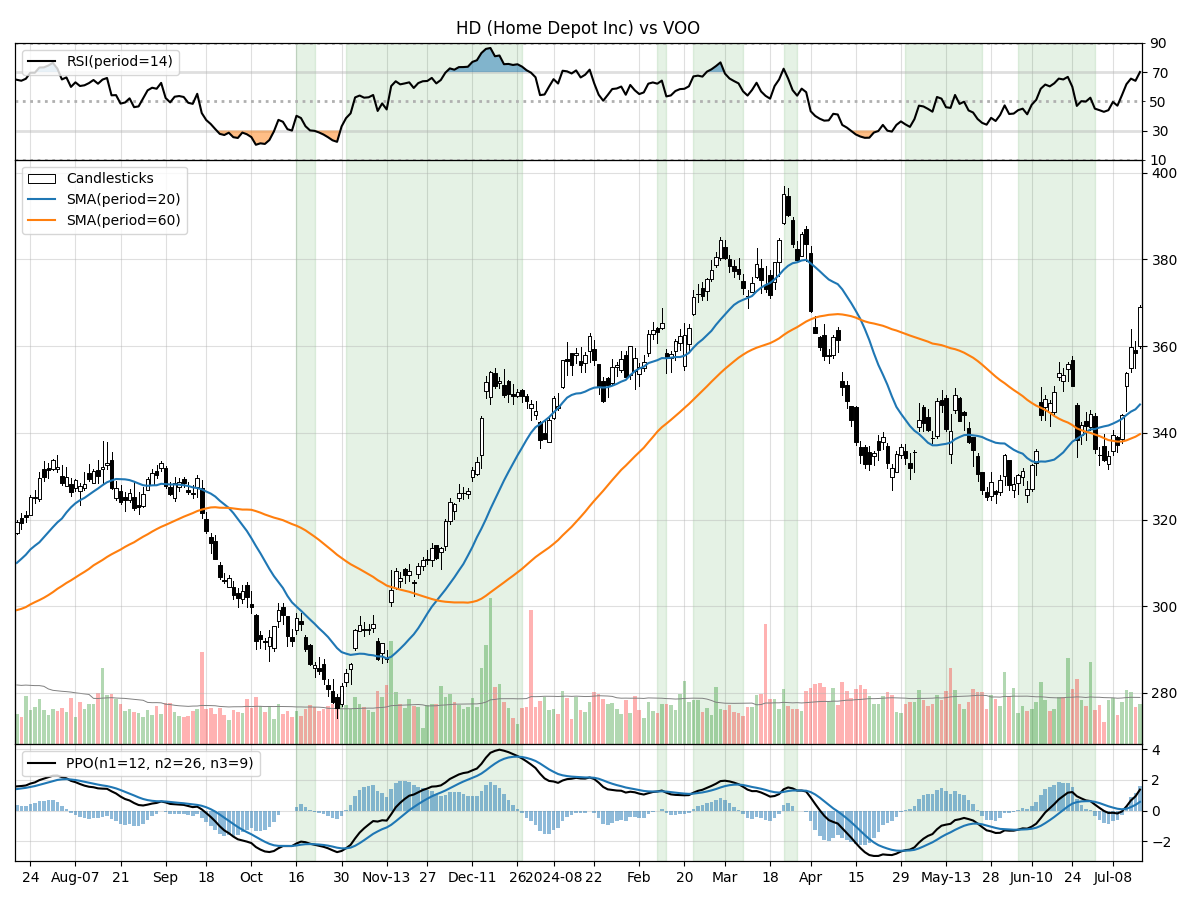 HD (Home Depot Inc) vs VOO
RSI(period=14)
90
70
50
30
10
Candlesticks
SMA(period=20)
SMA(period=60)
400
380
360
340
320
300
280
PPO(n1=12, n2=26, n3=9)
4
2
0
−2
24 Aug-07 21 Sep 18 Oct 16 30 Nov-13 27 Dec-11 26 2024-08 22 Feb 20 Mar 18 Apr 15 29 May-13 28 Jun-10 24 Jul-08